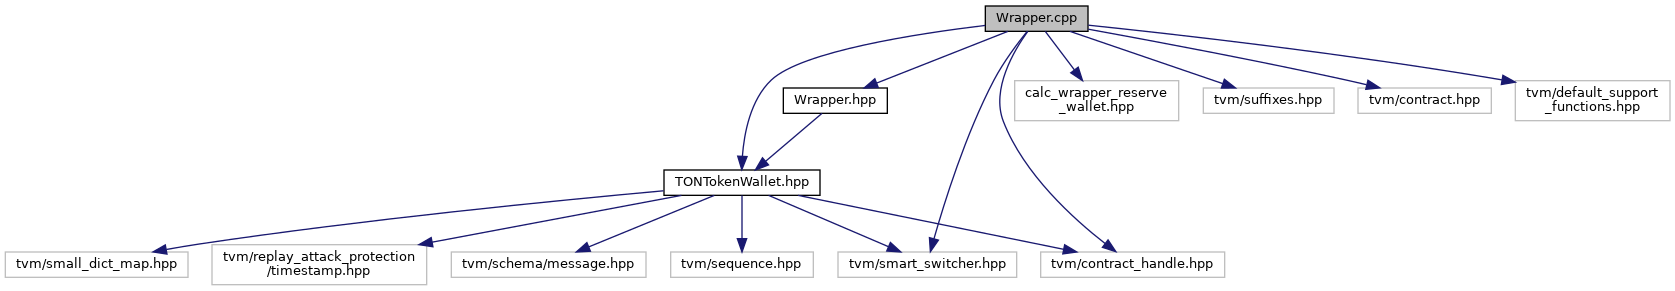 Wrapper.cpp
Wrapper.hpp
calc_wrapper_reserve
_wallet.hpp
tvm/suffixes.hpp
tvm/contract.hpp
tvm/default_support
_functions.hpp
TONTokenWallet.hpp
tvm/small_dict_map.hpp
tvm/replay_attack_protection
/timestamp.hpp
tvm/schema/message.hpp
tvm/sequence.hpp
tvm/smart_switcher.hpp
tvm/contract_handle.hpp